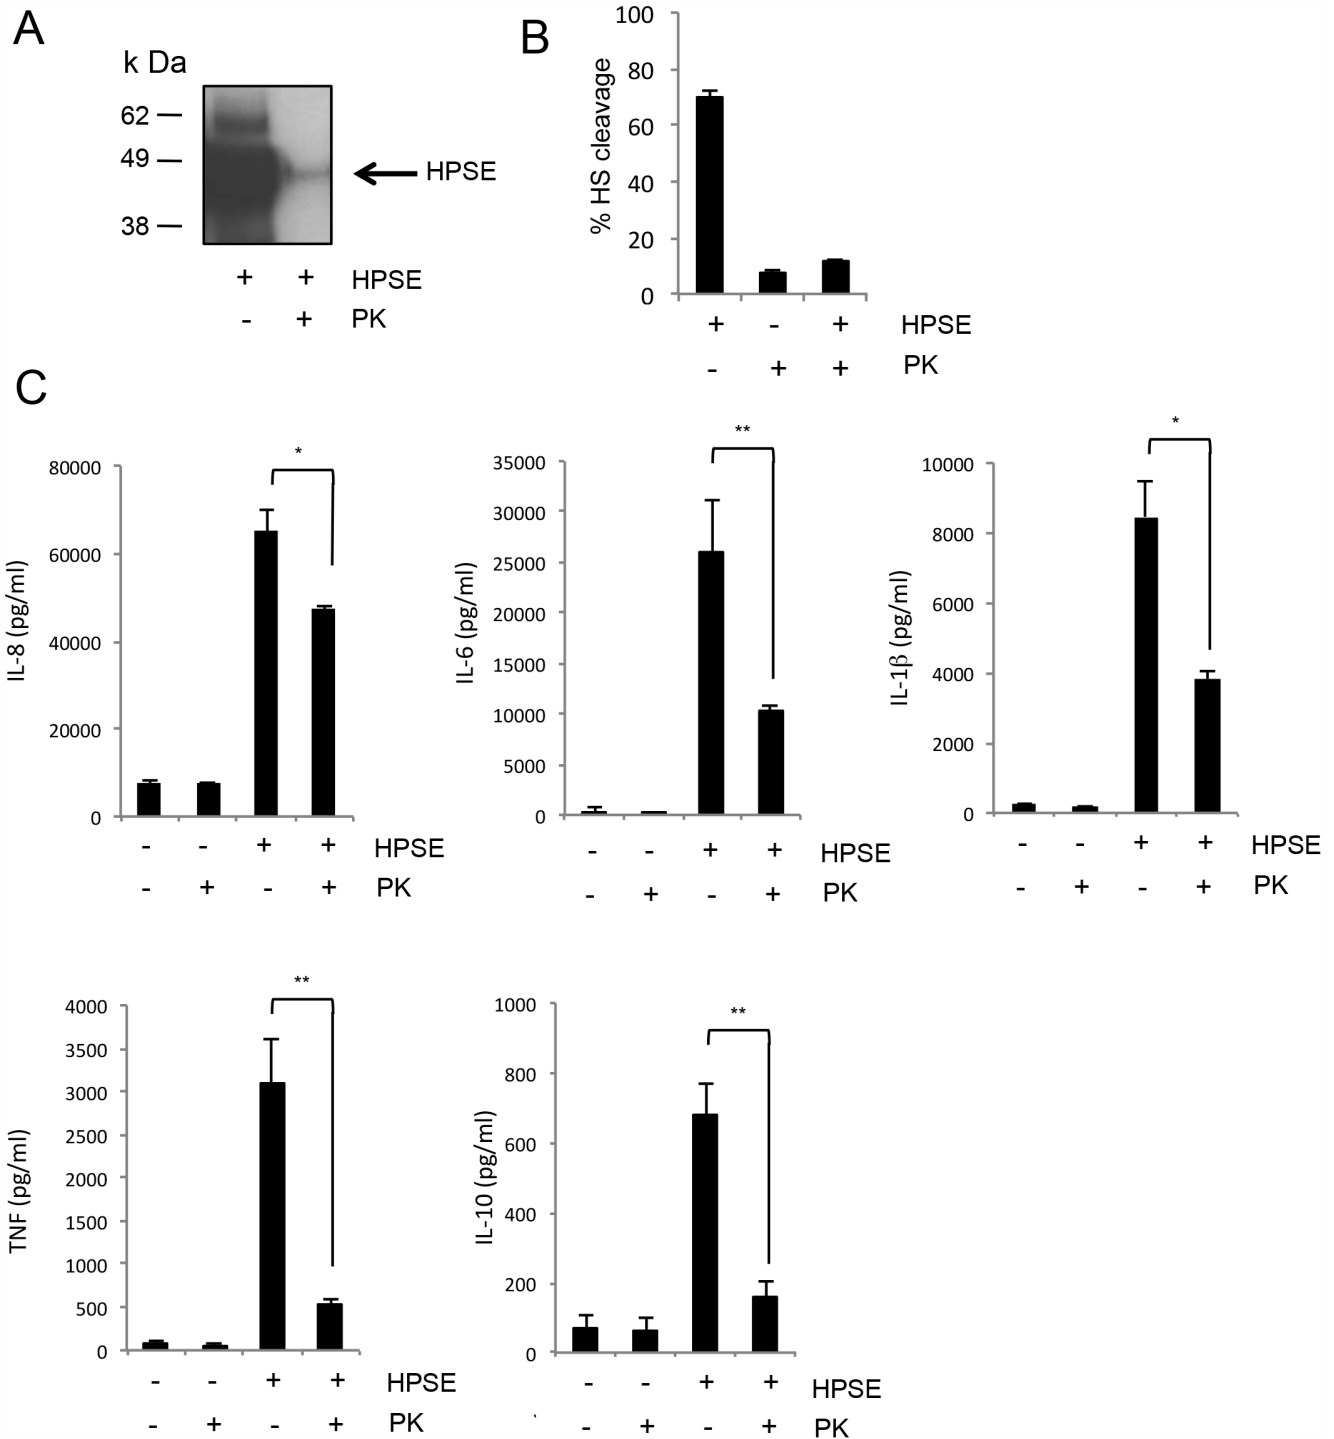 A
k Da
62
49
38
HPSE
+ + HPSE
- + PK
B
% HS cleavage
100
80
60
40
20
0
+ - + HPSE
- + + PK
C
*
IL-8 (pg/ml)
80000
60000
40000
20000
0
- - + + HPSE
- + - + PK
**
IL-6 (pg/ml)
35000
30000
25000
20000
15000
10000
5000
0
- - + + HPSE
- + - + PK
*
IL-1β (pg/ml)
10000
8000
6000
4000
2000
0
- - + + HPSE
- + - + PK
**
TNF (pg/ml)
4000
3500
3000
2500
2000
1500
1000
500
0
- - + + HPSE
- + - + PK
**
IL-10 (pg/ml)
1000
800
600
400
200
0
- - + + HPSE
- + - + PK